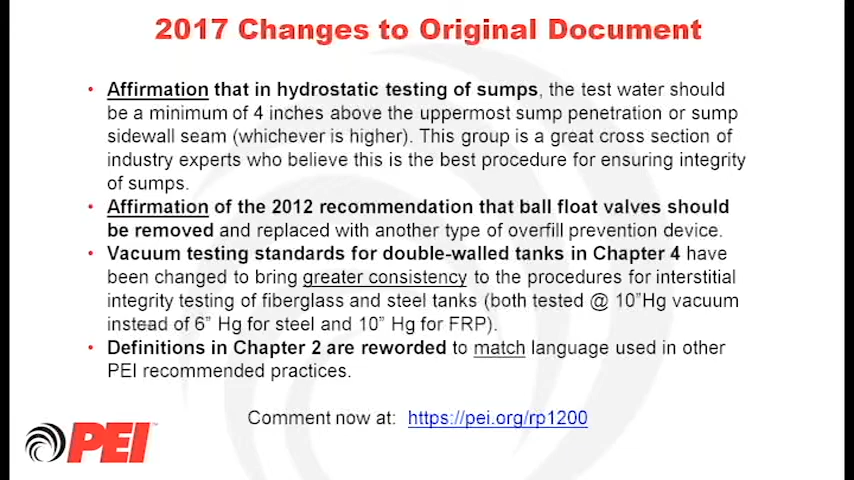 2017 Changes to Original Document
• Affirmation that in hydrostatic testing of sumps, the test water should
be a minimum of 4 inches above the uppermost sump penetration or sump
sidewall seam (whichever is higher). This group is a great cross section of
industry experts who believe this is the best procedure for ensuring integrity
of sumps.
• Affirmation of the 2012 recommendation that ball float valves should
be removed and replaced with another type of overfill prevention device.
• Vacuum testing standards for double-walled tanks in Chapter 4 have
been changed to bring greater consistency to the procedures for interstitial
integrity testing of fiberglass and steel tanks (both tested @ 10”Hg vacuum
instead of 6” Hg for steel and 10” Hg for FRP).
• Definitions in Chapter 2 are reworded to match language used in other
PEI recommended practices.
Comment now at: https://pei.org/rp1200
PEI